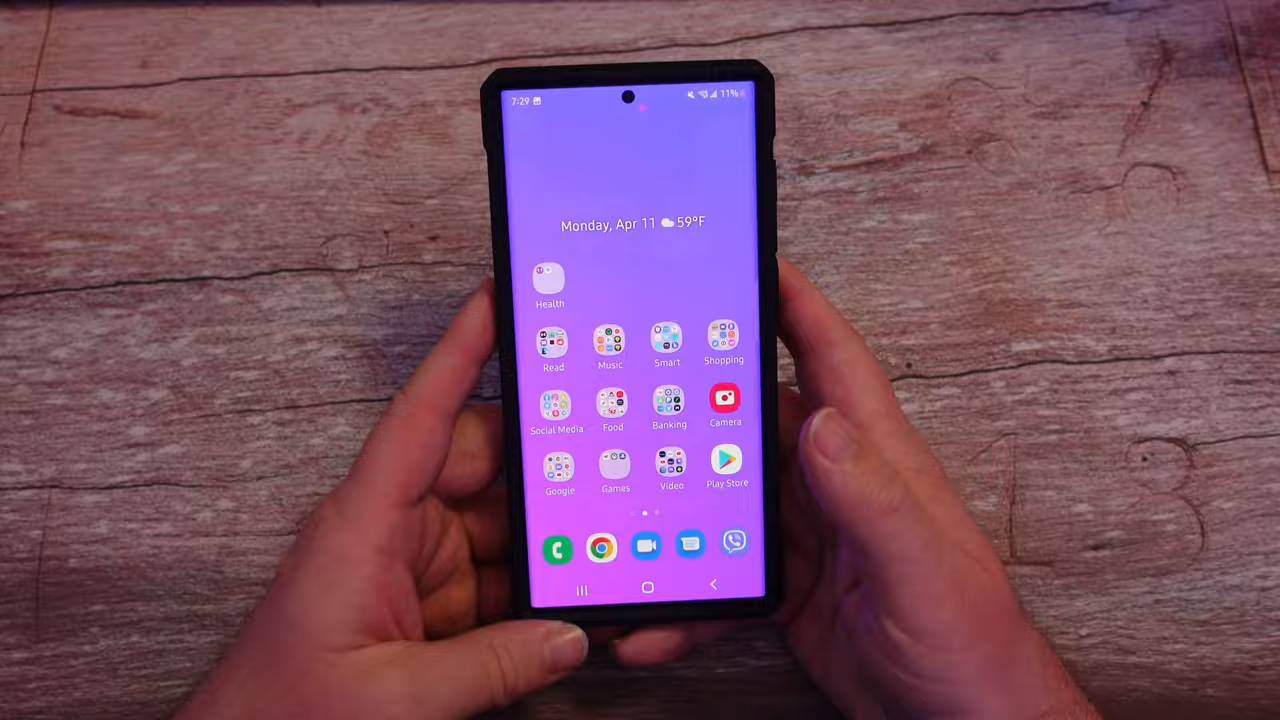 7:29 11%
Monday, Apr 11 59°F
Health
Read Music Smart Shopping
Social Media Food Banking Camera
Google Games Video Play Store
13